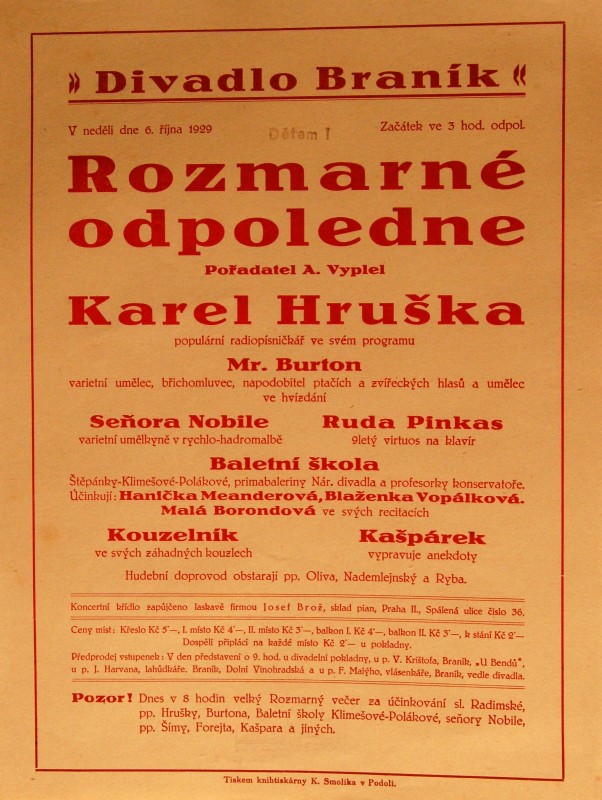 » Divadlo Braník «
V neděli dne 6. října 1929
Dětem !
Začátek ve 3 hod. odpol.
Rozmarné
odpoledne
Pořadatel A. Vyplel
Karel Hruška
populární radiopísničkář ve svém programu
Mr. Burton
varietní umělec, břichomluvec, napodobitel ptačích a zvířeckých hlasů a umělec
ve hvízdání
Seňora Nobile
varietní umělkyně v rychlo-hadromalbě
Ruda Pinkas
9letý virtuos na klavír
Baletní škola
Štěpánky-Klimešové-Polákové, primabaleriny Nár. divadla a profesorky konservatoře.
Účinkují: Hanička Meanderová, Blaženka Vopálková.
Malá Borondová ve svých recitacích
Kouzelník
ve svých záhadných kouzlech
Kašpárek
vypravuje anekdoty
Hudební doprovod obstarají pp. Oliva, Nademlejnský a Ryba.
Koncertní křídlo zapůjčeno laskavě firmou Josef Brož, sklad pian, Praha II., Spálená ulice číslo 36.
Ceny míst: Křeslo Kč 5'—, I. místo Kč 4'—, II. místo Kč 3'—, balkon I. Kč 4'—, balkon II. Kč 3'—, k stání Kč 2'—
Dospělí připlácí na každé místo Kč 2'— u pokladny.
Předprodej vstupenek: V den představení o 9. hod. u divadelní pokladny, u p. V. Krištofa, Braník, „U Bendů",
u p. J. Harvana, lahůdkáře. Braník, Dolní Vinohradská a u p. F. Malýho, vlásenkáře, Braník, vedle divadla.
Pozor! Dnes v 8 hodin velký Rozmarný večer za účinkování sl. Radimské,
pp. Hrušky, Burtona, Baletní školy Klimešové-Polákové, seňory Nobile,
pp. Šímy, Forejta, Kašpara a jiných.
Tiskem knihtiskárny K. Smolíka v Podolí.